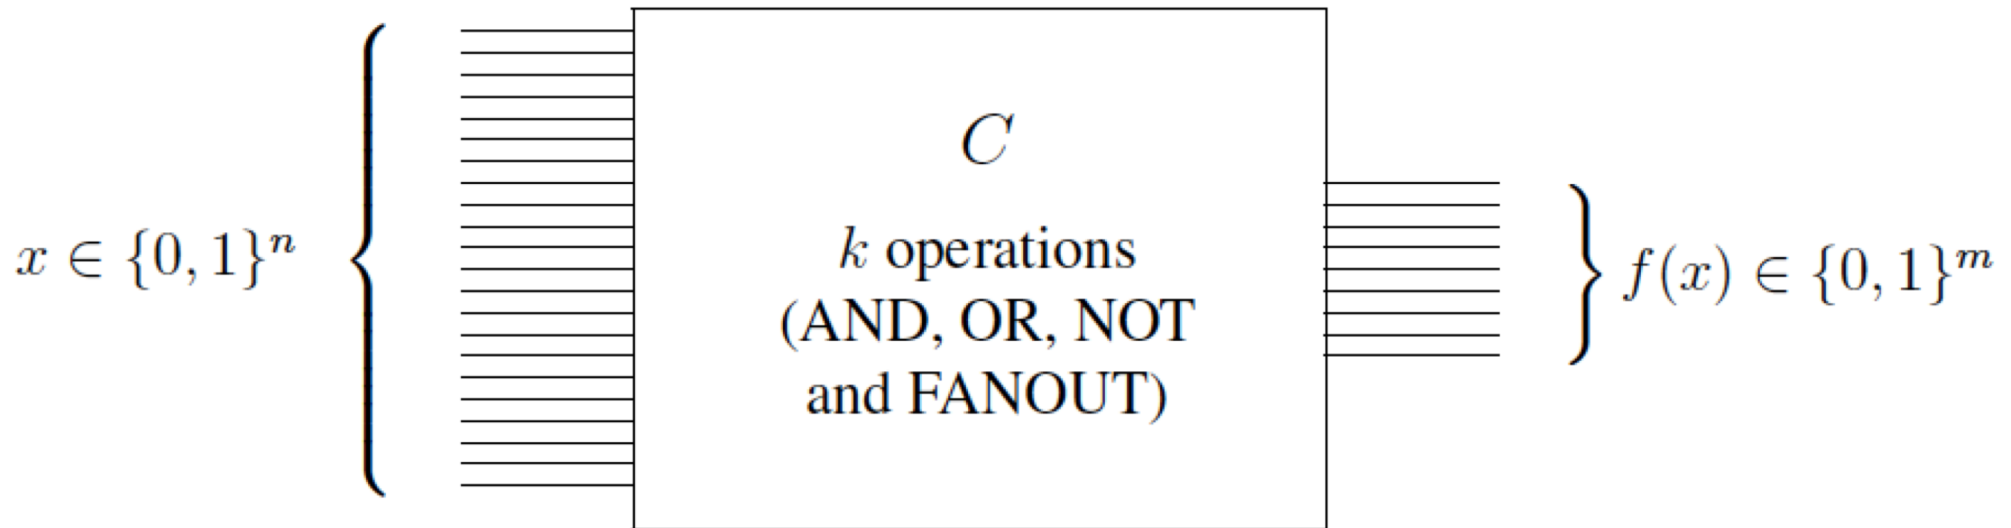 C
x ∈ {0, 1}ⁿ
k operations
(AND, OR, NOT
and FANOUT)
f(x) ∈ {0, 1}ᵐ